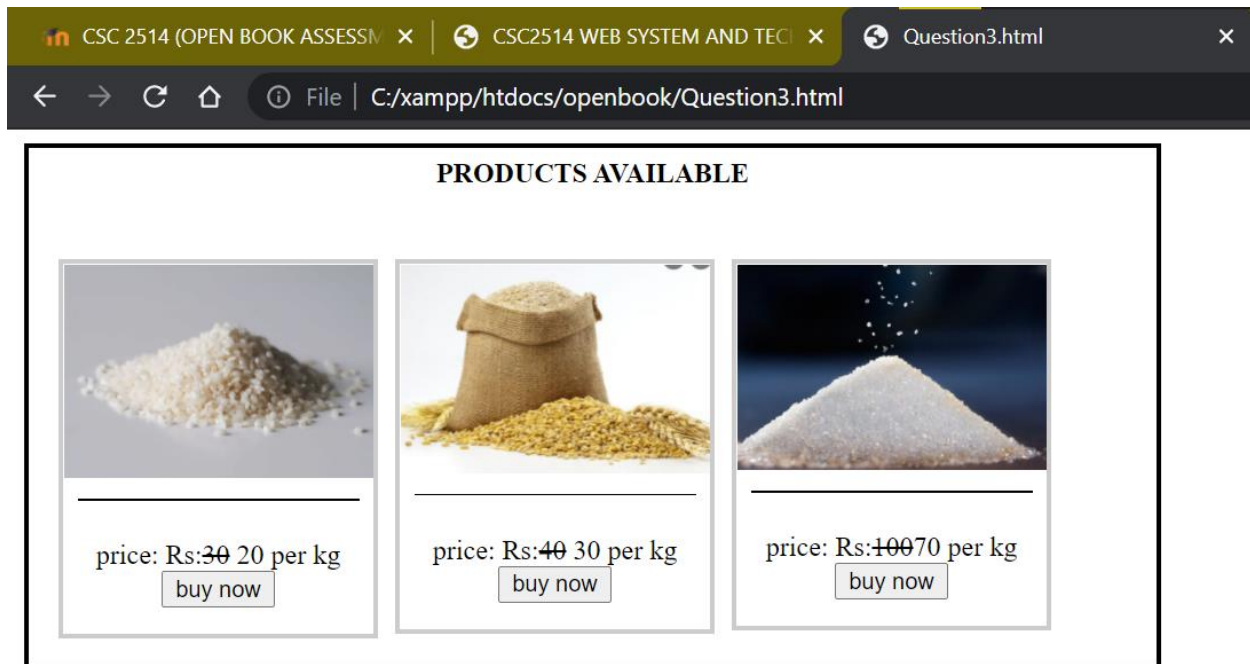 CSC 2514 (OPEN BOOK ASSESSM
CSC2514 WEB SYSTEM AND TEC
Question3.html
File
C:/xampp/htdocs/openbook/Question3.html
PRODUCTS AVAILABLE
price: Rs:30 20 per kg
buy now
price: Rs:40 30 per kg
buy now
price: Rs:10070 per kg
buy now